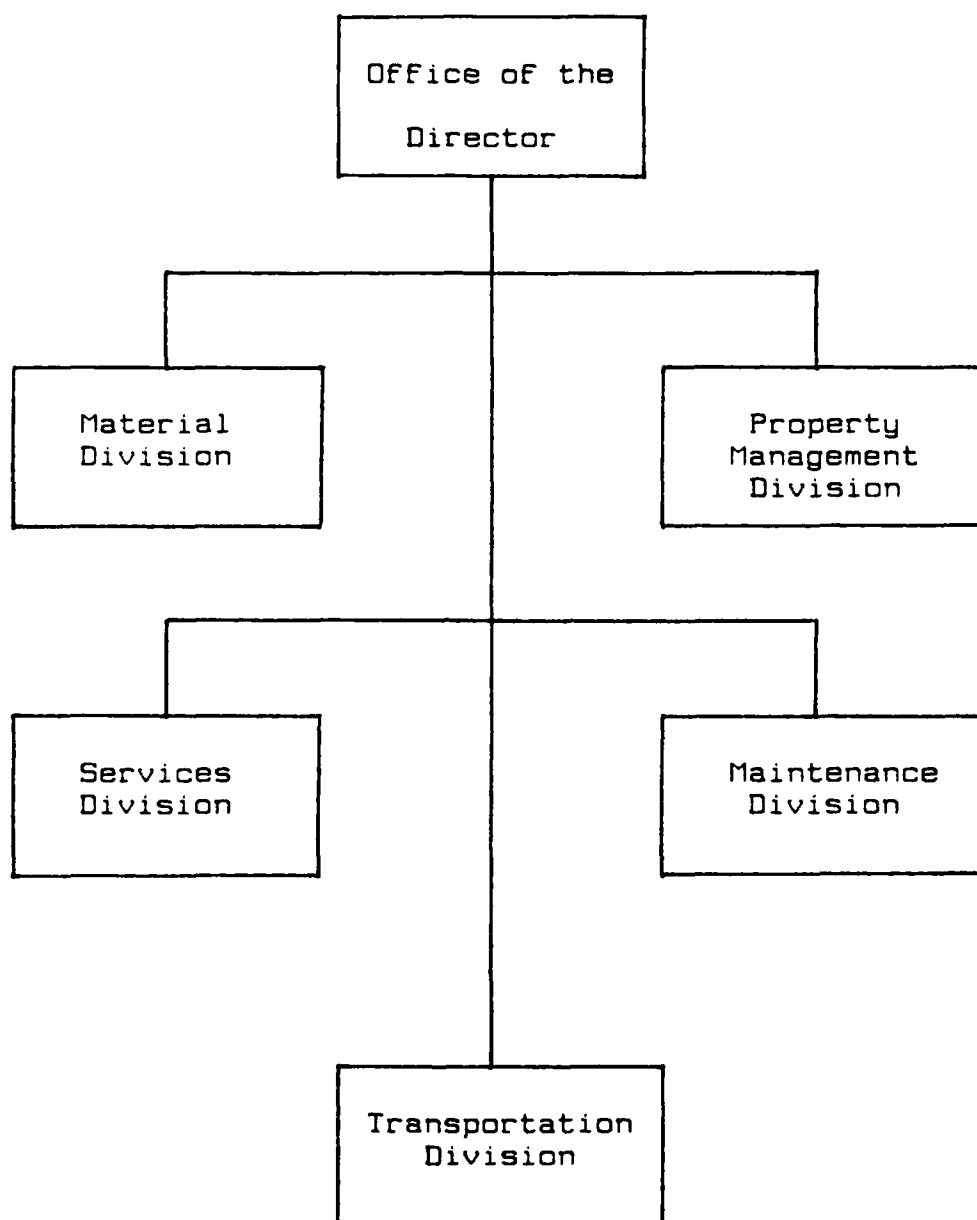 Office of the
Director
Material
Division
Property
Management
Division
Services
Division
Maintenance
Division
Transportation
Division